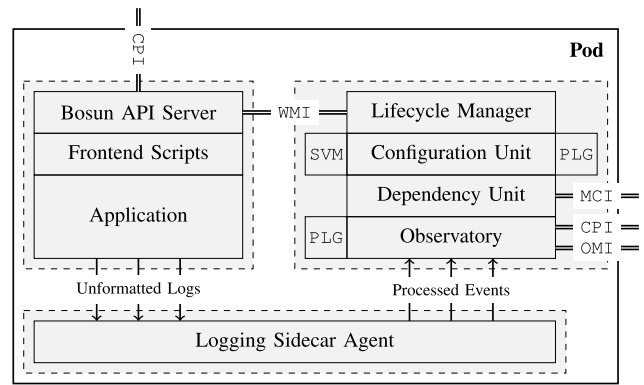 CPI
Pod
Bosun API Server
WMI
Lifecycle Manager
Frontend Scripts
SVM
Configuration Unit
PLG
Application
Dependency Unit
MCI
PLG
Observatory
CPI
OMI
Unformatted Logs
Processed Events
Logging Sidecar Agent